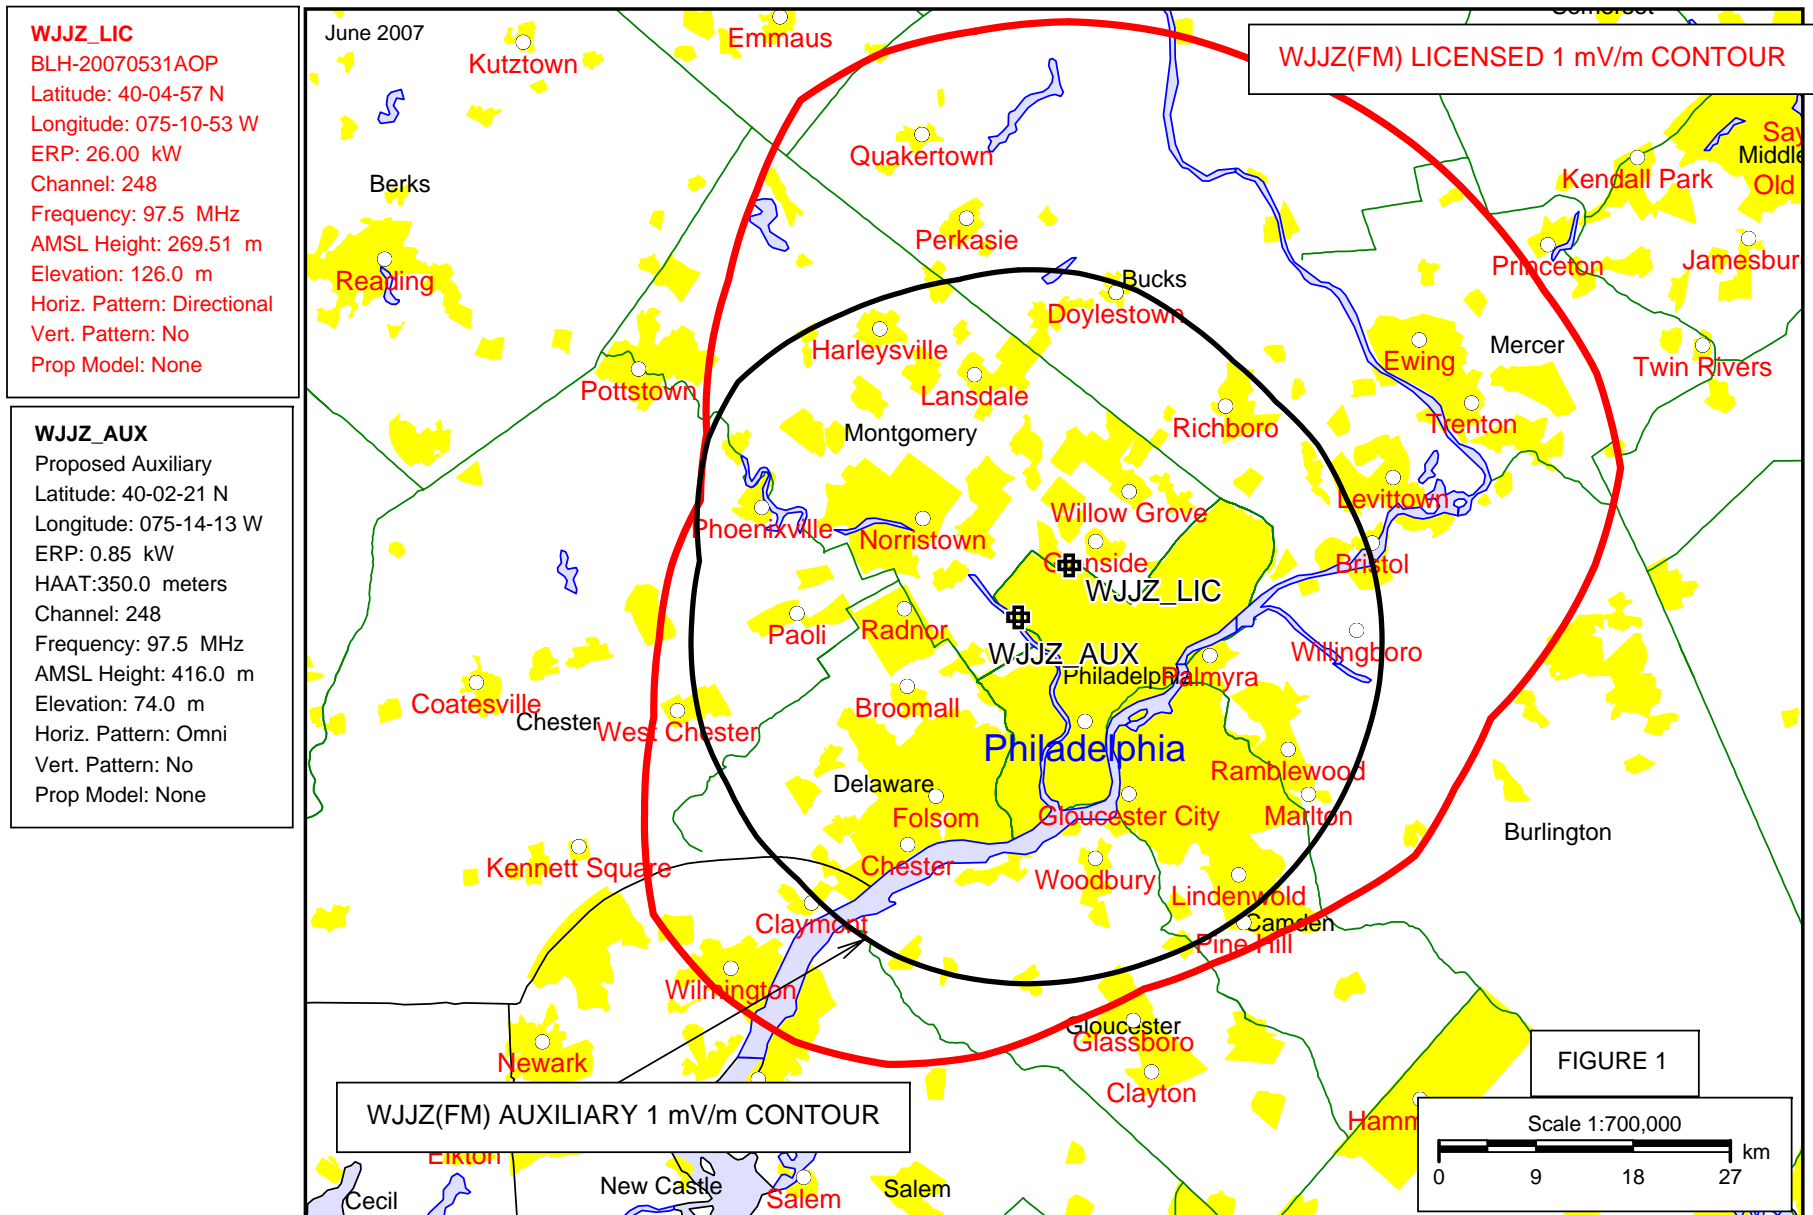 WJJZ_LIC
BLH-20070531AOP
Latitude: 40-04-57 N
Longitude: 075-10-53 W
ERP: 26.00 kW
Channel: 248
Frequency: 97.5 MHz
AMSL Height: 269.51 m
Elevation: 126.0 m
Horiz. Pattern: Directional
Vert. Pattern: No
Prop Model: None
WJJZ_AUX
Proposed Auxiliary
Latitude: 40-02-21 N
Longitude: 075-14-13 W
ERP: 0.85 kW
HAAT:350.0 meters
Channel: 248
Frequency: 97.5 MHz
AMSL Height: 416.0 m
Elevation: 74.0 m
Horiz. Pattern: Omni
Vert. Pattern: No
Prop Model: None
June 2007
WJJZ(FM) LICENSED 1 mV/m CONTOUR
Somerset
Emmaus
Kutztown
Quakertown
Berks
Perkasie
Reading
Bucks
Doylestown
Harleysville
Lansdale
Pottstown
Montgomery
Richboro
Kendall Park
Old
Princeton
Mercer
Ewing
Twin Rivers
Trenton
Levittown
Willow Grove
Phoenixville
Norristown
Bristol
WJJZ_LIC
Paoli
Radnor
WJJZ_AUX
Willingboro
Philadelphia
Palmyra
Coatesville
Chester
West Chester
Broomall
Philadelphia
Ramblewood
Delaware
Folsom
Gloucester City
Marlton
Burlington
Kennett Square
Chester
Woodbury
Lindenwold
Claymont
Camden
Pine Hill
Wilmington
Gloucester
Glassboro
Newark
Clayton
WJJZ(FM) AUXILIARY 1 mV/m CONTOUR
Elkton
Cecil
New Castle
Salem
Salem
FIGURE 1
Scale 1:700,000
km
0 9 18 27